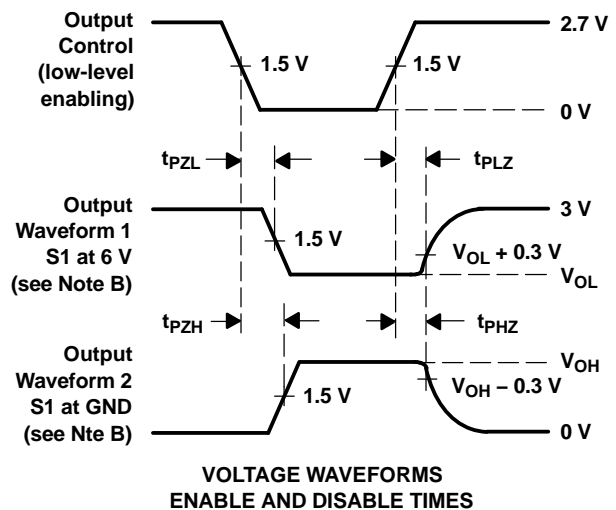 Output
Control
(low-level
enabling)
2.7 V
1.5 V
1.5 V
0 V
tPZL
tPLZ
Output
Waveform 1
S1 at 6 V
(see Note B)
3 V
1.5 V
VOL + 0.3 V
VOL
tPZH
tPHZ
Output
Waveform 2
S1 at GND
(see Nte B)
VOH
1.5 V
VOH − 0.3 V
0 V
VOLTAGE WAVEFORMS
ENABLE AND DISABLE TIMES